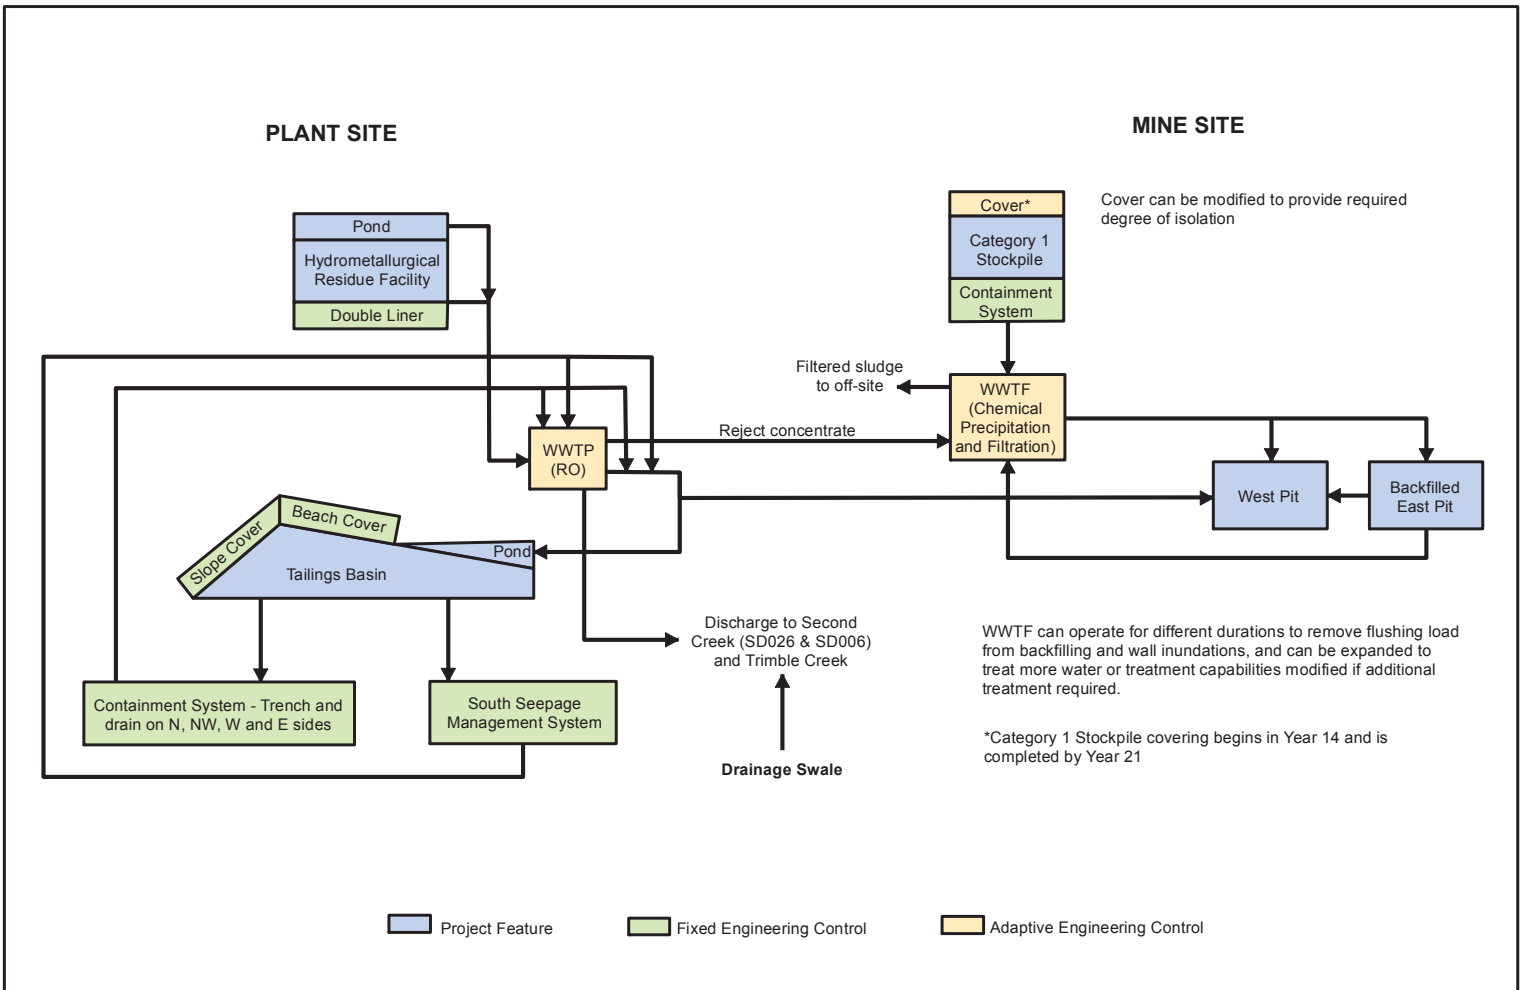 PLANT SITE
MINE SITE
Pond
Hydrometallurgical
Residue Facility
Double Liner
Cover*
Category 1
Stockpile
Containment
System
Cover can be modified to provide required
degree of isolation
Filtered sludge
to off-site
WWTF
(Chemical
Precipitation
and Filtration)
Reject concentrate
WWTP
(RO)
West Pit
Backfilled
East Pit
Slope Cover
Beach Cover
Pond
Tailings Basin
Containment System - Trench and
drain on N, NW, W and E sides
South Seepage
Management System
Discharge to Second
Creek (SD026 & SD006)
and Trimble Creek
Drainage Swale
WWTF can operate for different durations to remove flushing load
from backfilling and wall inundations, and can be expanded to
treat more water or treatment capabilities modified if additional
treatment required.
*Category 1 Stockpile covering begins in Year 14 and is
completed by Year 21
Project Feature
Fixed Engineering Control
Adaptive Engineering Control